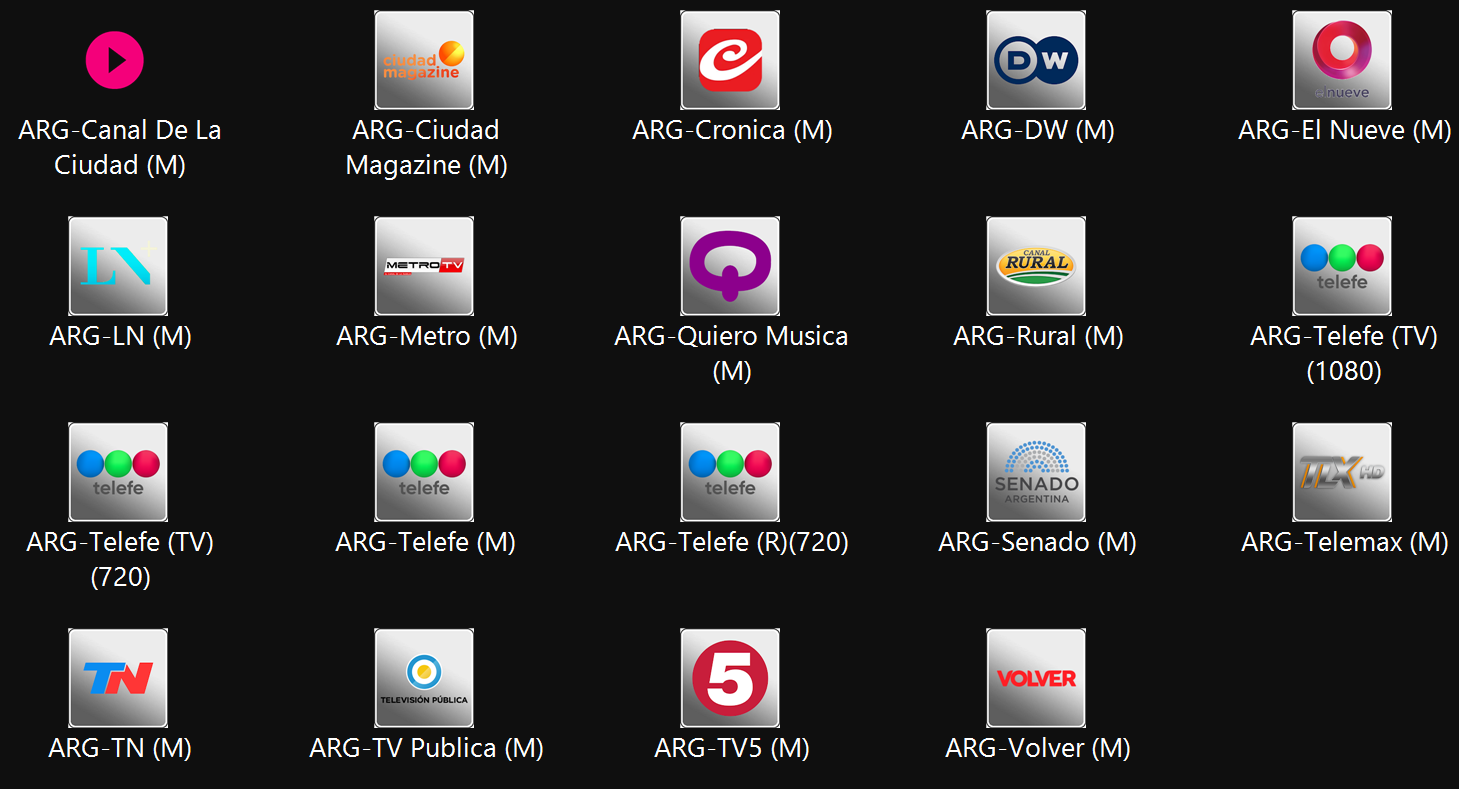 ciudad
magazine
DW
elnueve
ARG-Canal De La
Ciudad (M)
ARG-Ciudad
Magazine (M)
ARG-Cronica (M)
ARG-DW (M)
ARG-El Nueve (M)
LN+
METROTV
CANAL
RURAL
telefe
ARG-LN (M)
ARG-Metro (M)
ARG-Quiero Musica
(M)
ARG-Rural (M)
ARG-Telefe (TV)
(1080)
telefe
telefe
telefe
SENADO
ARGENTINA
TLX HD
ARG-Telefe (TV)
(720)
ARG-Telefe (M)
ARG-Telefe (R)(720)
ARG-Senado (M)
ARG-Telemax (M)
TN
TELEVISIÓN PÚBLICA
5
VOLVER
ARG-TN (M)
ARG-TV Publica (M)
ARG-TV5 (M)
ARG-Volver (M)